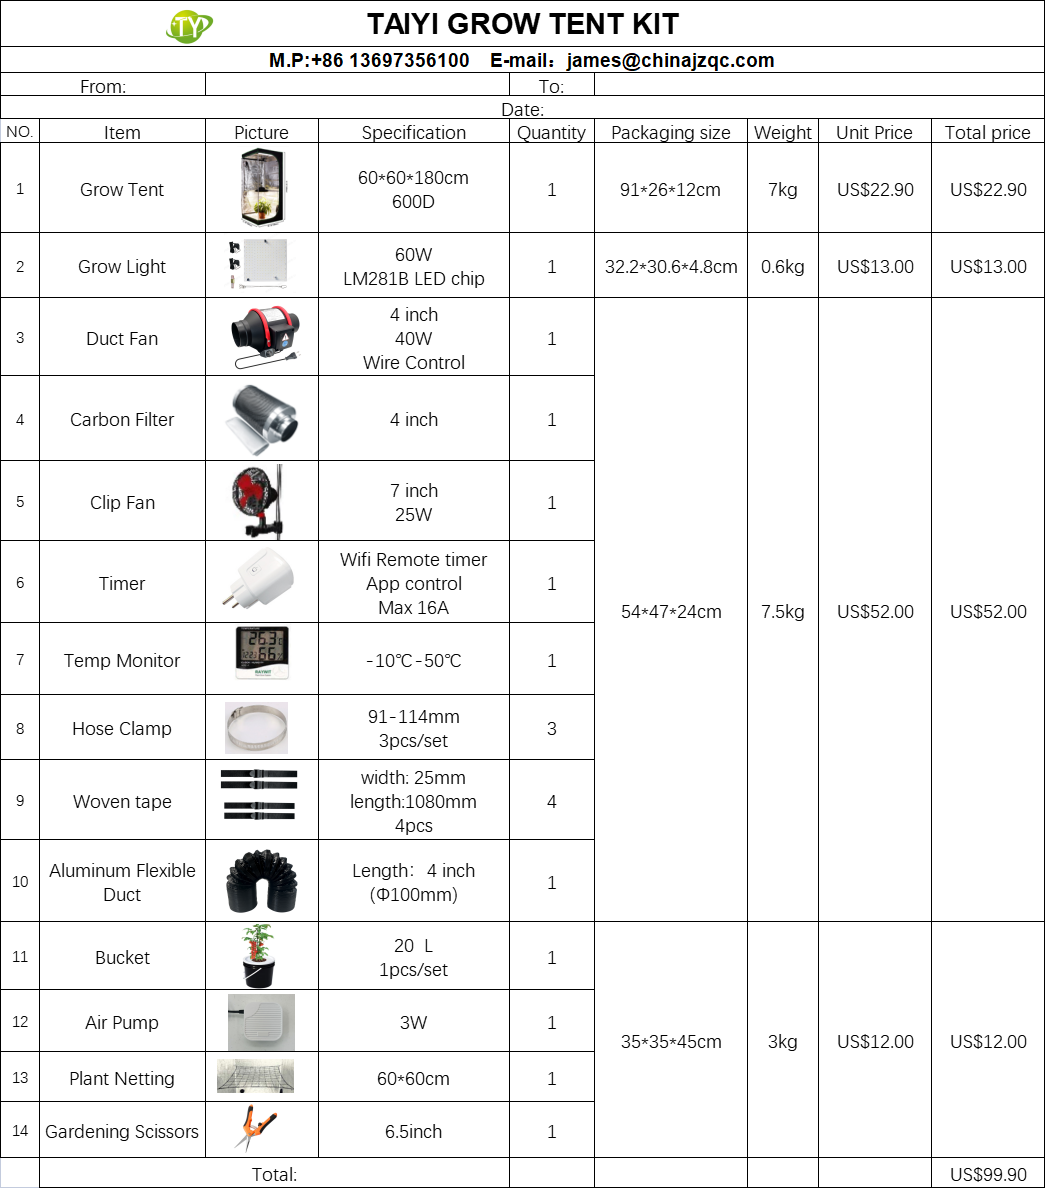 TY
TAIYI GROW TENT KIT
M.P:+86 13697356100 E-mail：james@chinajzqc.com
From: To:
Date:
NO. Item Picture Specification Quantity Packaging size Weight Unit Price Total price
1 Grow Tent 60*60*180cm 1 91*26*12cm 7kg US$22.90 US$22.90
600D
2 Grow Light 60W 1 32.2*30.6*4.8cm 0.6kg US$13.00 US$13.00
LM281B LED chip
3 Duct Fan 4 inch 1
40W
Wire Control
4 Carbon Filter 4 inch 1
5 Clip Fan 7 inch 1
25W
6 Timer Wifi Remote timer 1
App control
Max 16A
54*47*24cm 7.5kg US$52.00 US$52.00
7 Temp Monitor -10℃-50℃ 1
26.3
66
8 Hose Clamp 91-114mm 3
3pcs/set
9 Woven tape width: 25mm 4
length:1080mm
4pcs
10 Aluminum Flexible Duct Length：4 inch 1
(Φ100mm)
11 Bucket 20 L 1
1pcs/set
12 Air Pump 3W 1
35*35*45cm 3kg US$12.00 US$12.00
13 Plant Netting 60*60cm 1
14 Gardening Scissors 6.5inch 1
Total: US$99.90